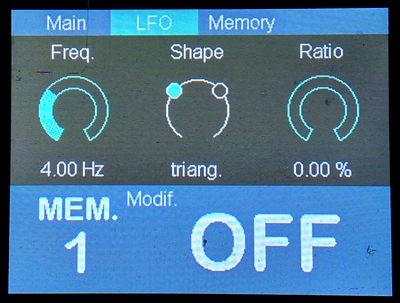 Main LFO Memory
Freq. Shape Ratio
4.00 Hz triang. 0.00 %
MEM. Modif.
1 OFF